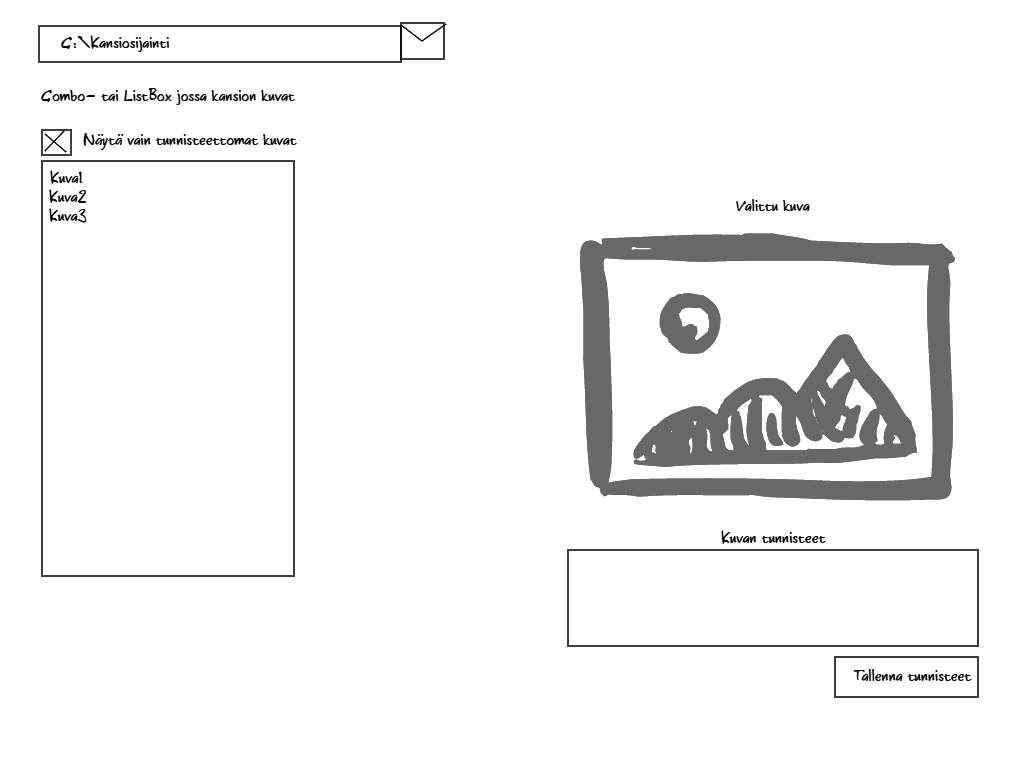 C:\Kansiosijainti
Combo- tai ListBox jossa kansion kuvat
Näytä vain tunnisteettomat kuvat
Kuva1
Kuva2
Kuva3
Valittu kuva
Kuvan tunnisteet
Tallenna tunnisteet